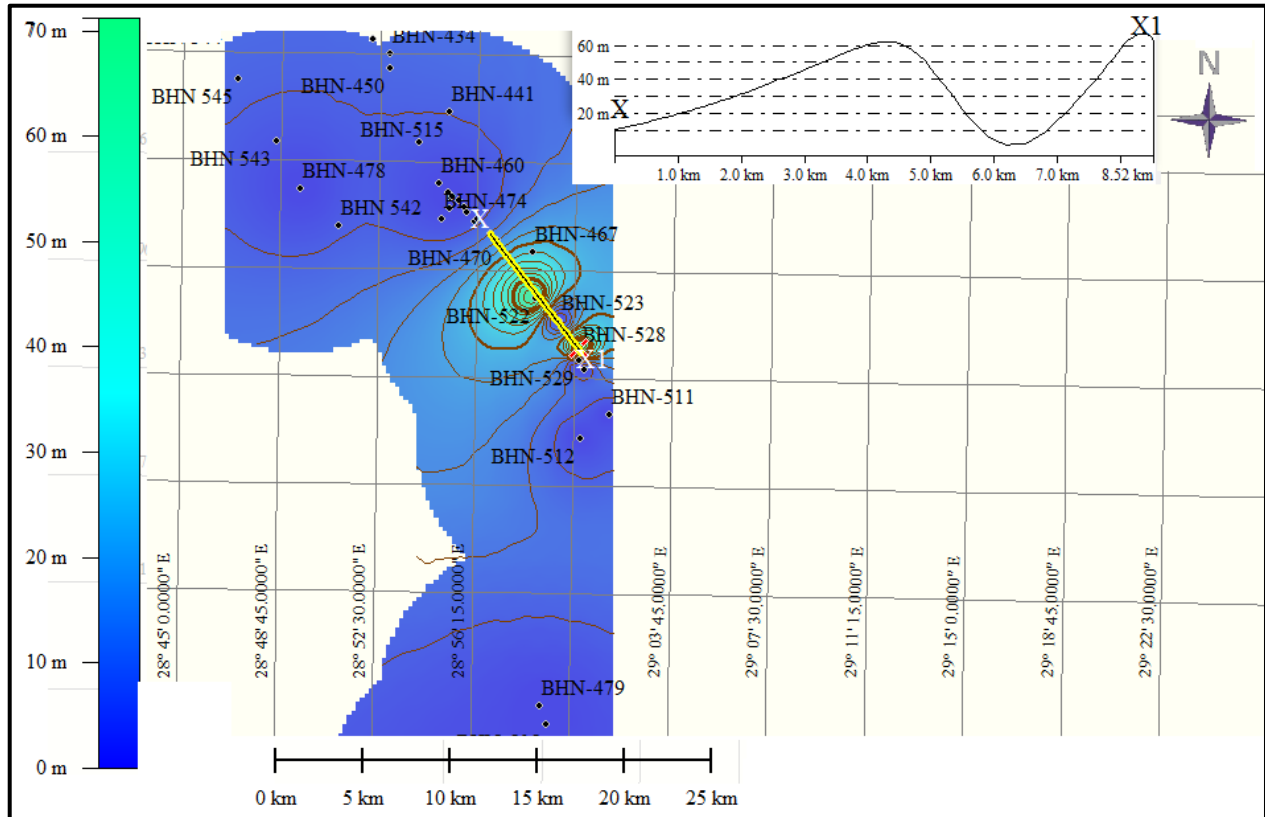 70 m
60 m
50 m
40 m
30 m
20 m
10 m
0 m
BHN-434
BHN-450
BHN 545
BHN-441
BHN-515
BHN 543
BHN-478
BHN-460
BHN-474
BHN 542
X
BHN-467
BHN-470
BHN-523
BHN-522
BHN-528
X1
BHN-529
BHN-511
BHN-512
BHN-479
X1
60 m
40 m
20 m
X
1.0 km 2.0 km 3.0 km 4.0 km 5.0 km 6.0 km 7.0 km 8.52 km
N
28° 45' 0.0000" E
28° 48' 45.0000" E
28° 52' 30.0000" E
28° 56' 15.0000" E
29° 03' 45.0000" E
29° 07' 30.0000" E
29° 11' 15.0000" E
29° 15' 0.0000" E
29° 18' 45.0000" E
29° 22' 30.0000" E
0 km 5 km 10 km 15 km 20 km 25 km